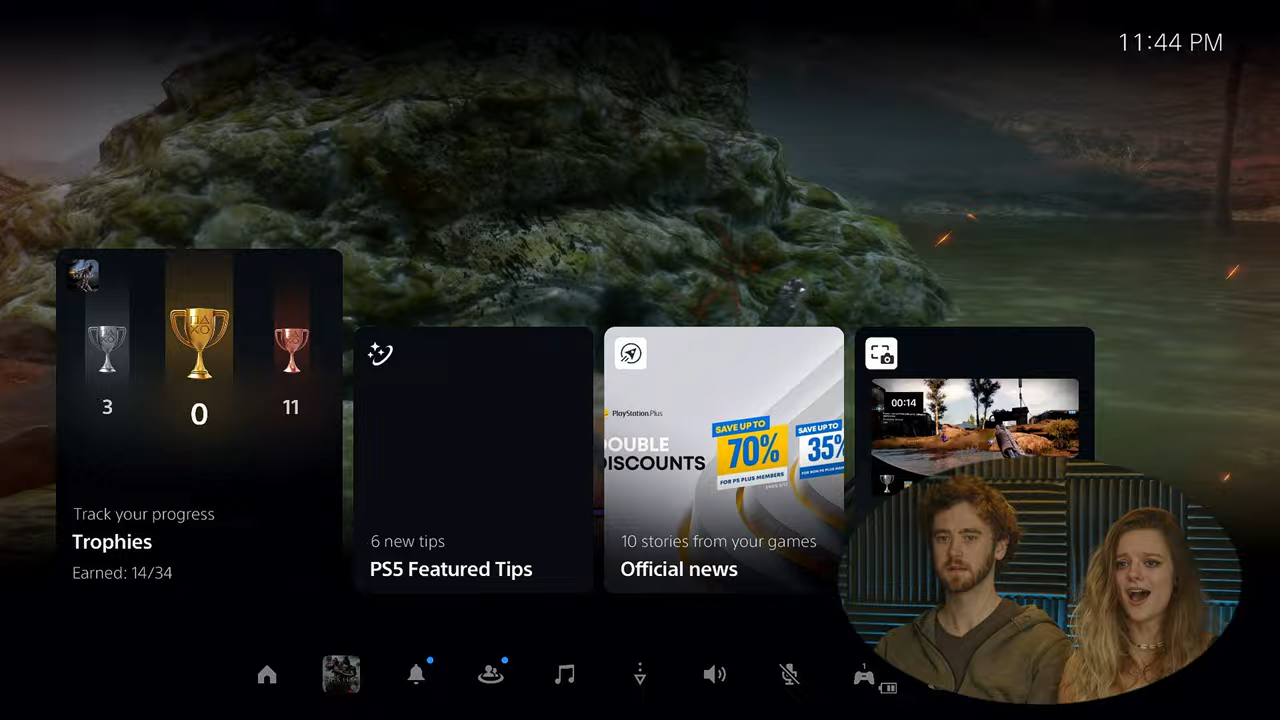 11:44 PM
3
0
11
Track your progress
Trophies
Earned: 14/34
6 new tips
PS5 Featured Tips
PlayStation.Plus
OUBLE
ISCOUNTS
SAVE UP TO
70%
FOR PS PLUS MEMBERS
SAVE UP TO
35%
10 stories from your games
Official news
00:14
1